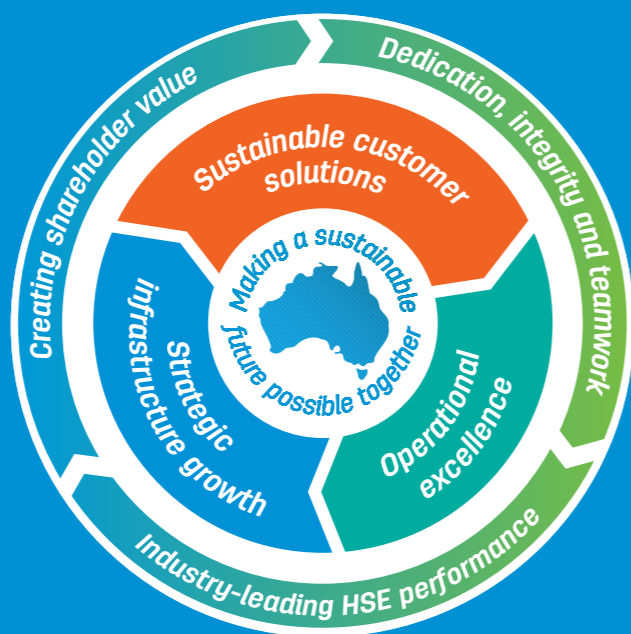 Creating shareholder value
Dedication, integrity and teamwork
Industry-leading HSE performance
Sustainable customer
solutions
Operational
excellence
Strategic
infrastructure growth
Making a sustainable
future possible together